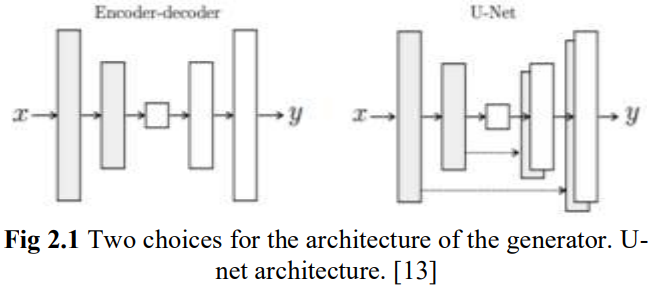 Encoder-decoder
U-Net
x
y
x
y
Fig 2.1 Two choices for the architecture of the generator. U-
net architecture. [13]